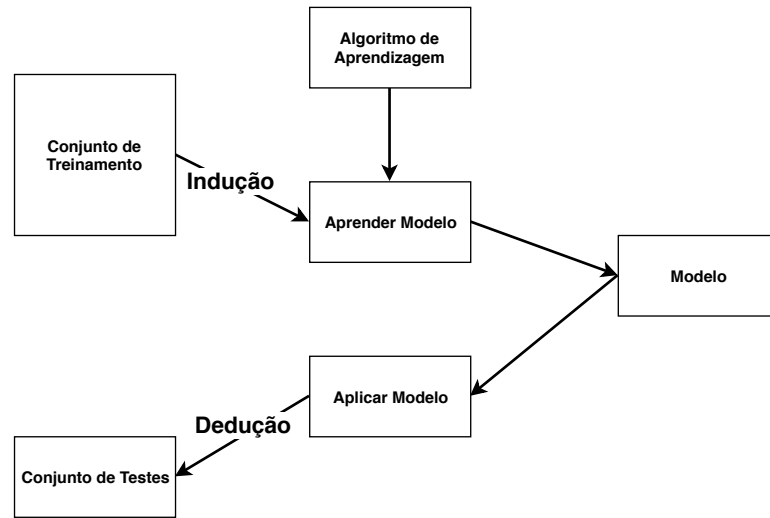 Algoritmo de
Aprendizagem
Conjunto de
Treinamento
Indução
Aprender Modelo
Modelo
Aplicar Modelo
Dedução
Conjunto de Testes